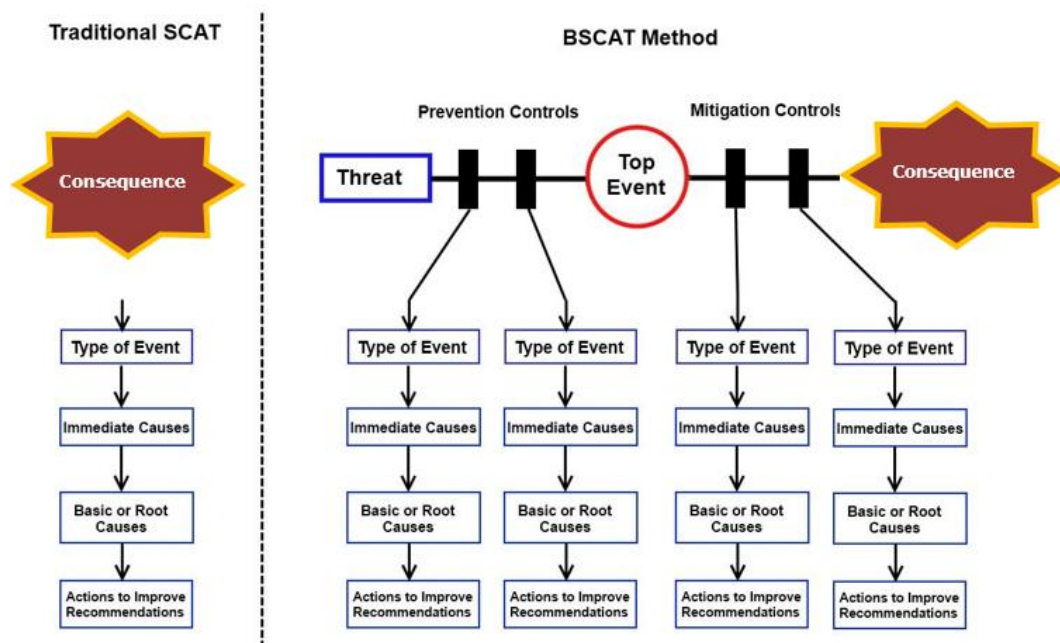 Traditional SCAT
Consequence
Type of Event
Immediate Causes
Basic or Root
Causes
Actions to Improve
Recommendations
BSCAT Method
Prevention Controls
Mitigation Controls
Threat
Top
Event
Consequence
Type of Event
Type of Event
Type of Event
Type of Event
Immediate Causes
Immediate Causes
Immediate Causes
Immediate Causes
Basic or Root
Causes
Basic or Root
Causes
Basic or Root
Causes
Basic or Root
Causes
Actions to Improve
Recommendations
Actions to Improve
Recommendations
Actions to Improve
Recommendations
Actions to Improve
Recommendations